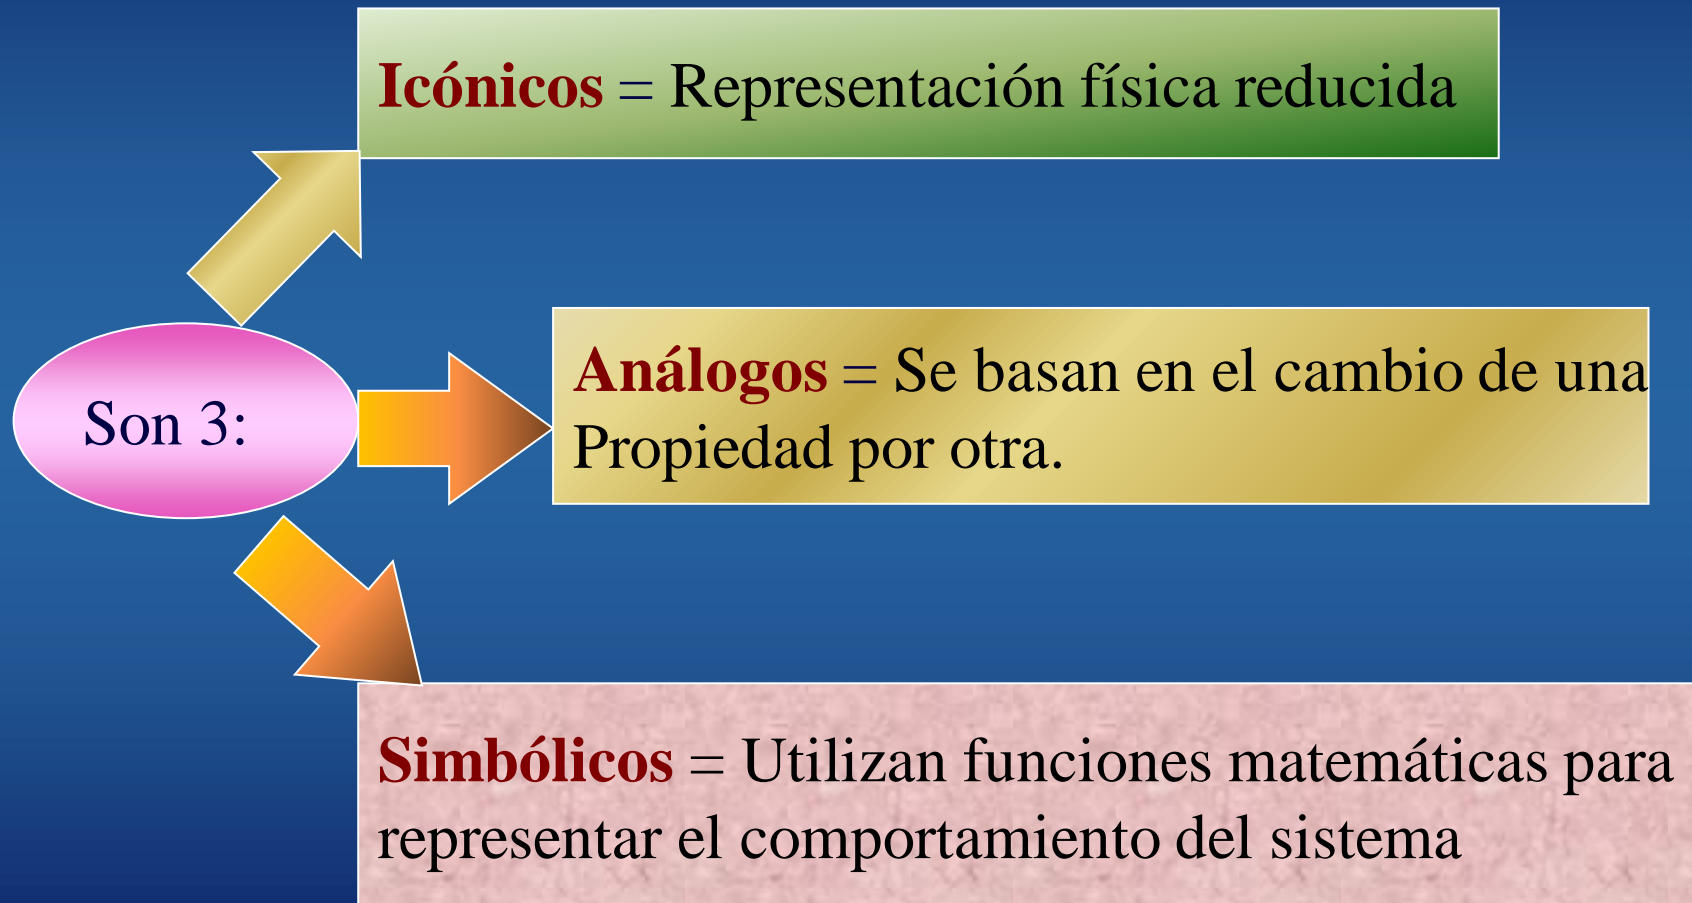 Icónicos = Representación física reducida
Son 3:
Análogos = Se basan en el cambio de una
Propiedad por otra.
Simbólicos = Utilizan funciones matemáticas para
representar el comportamiento del sistema